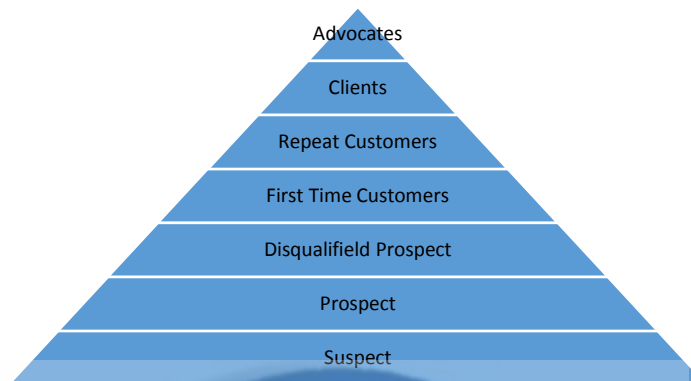 Advocates
Clients
Repeat Customers
First Time Customers
Disqualifield Prospect
Prospect
Suspect